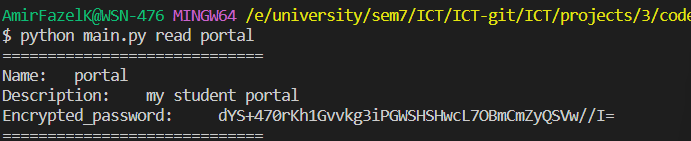 AmirFazelK@WSN-476 MINGW64 /e/university/sem7/ICT/ICT-git/ICT/projects/3/code
$ python main.py read portal
=============================
Name: portal
Description: my student portal
Encrypted_password: dYS+470rKh1Gvvkg3iPGWSHSHwcL7OBmCmZyQSVw//I=
=============================